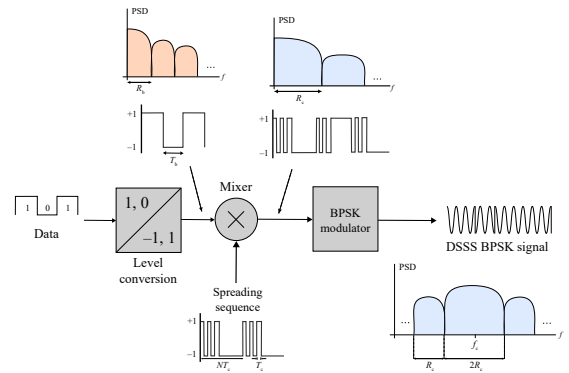 PSD
...
f
R_b
PSD
...
f
R_c
+1
−1
T_b
+1
−1
Mixer
1 0 1
Data
1, 0
−1, 1
Level
conversion
BPSK
modulator
DSSS BPSK signal
Spreading
sequence
+1
−1
NT_c
T_c
PSD
...
...
f_c
f
R_c
2R_c